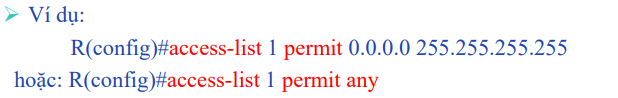 ➢ Ví dụ:
R(config)#access-list 1 permit 0.0.0.0 255.255.255.255
hoặc: R(config)#access-list 1 permit any